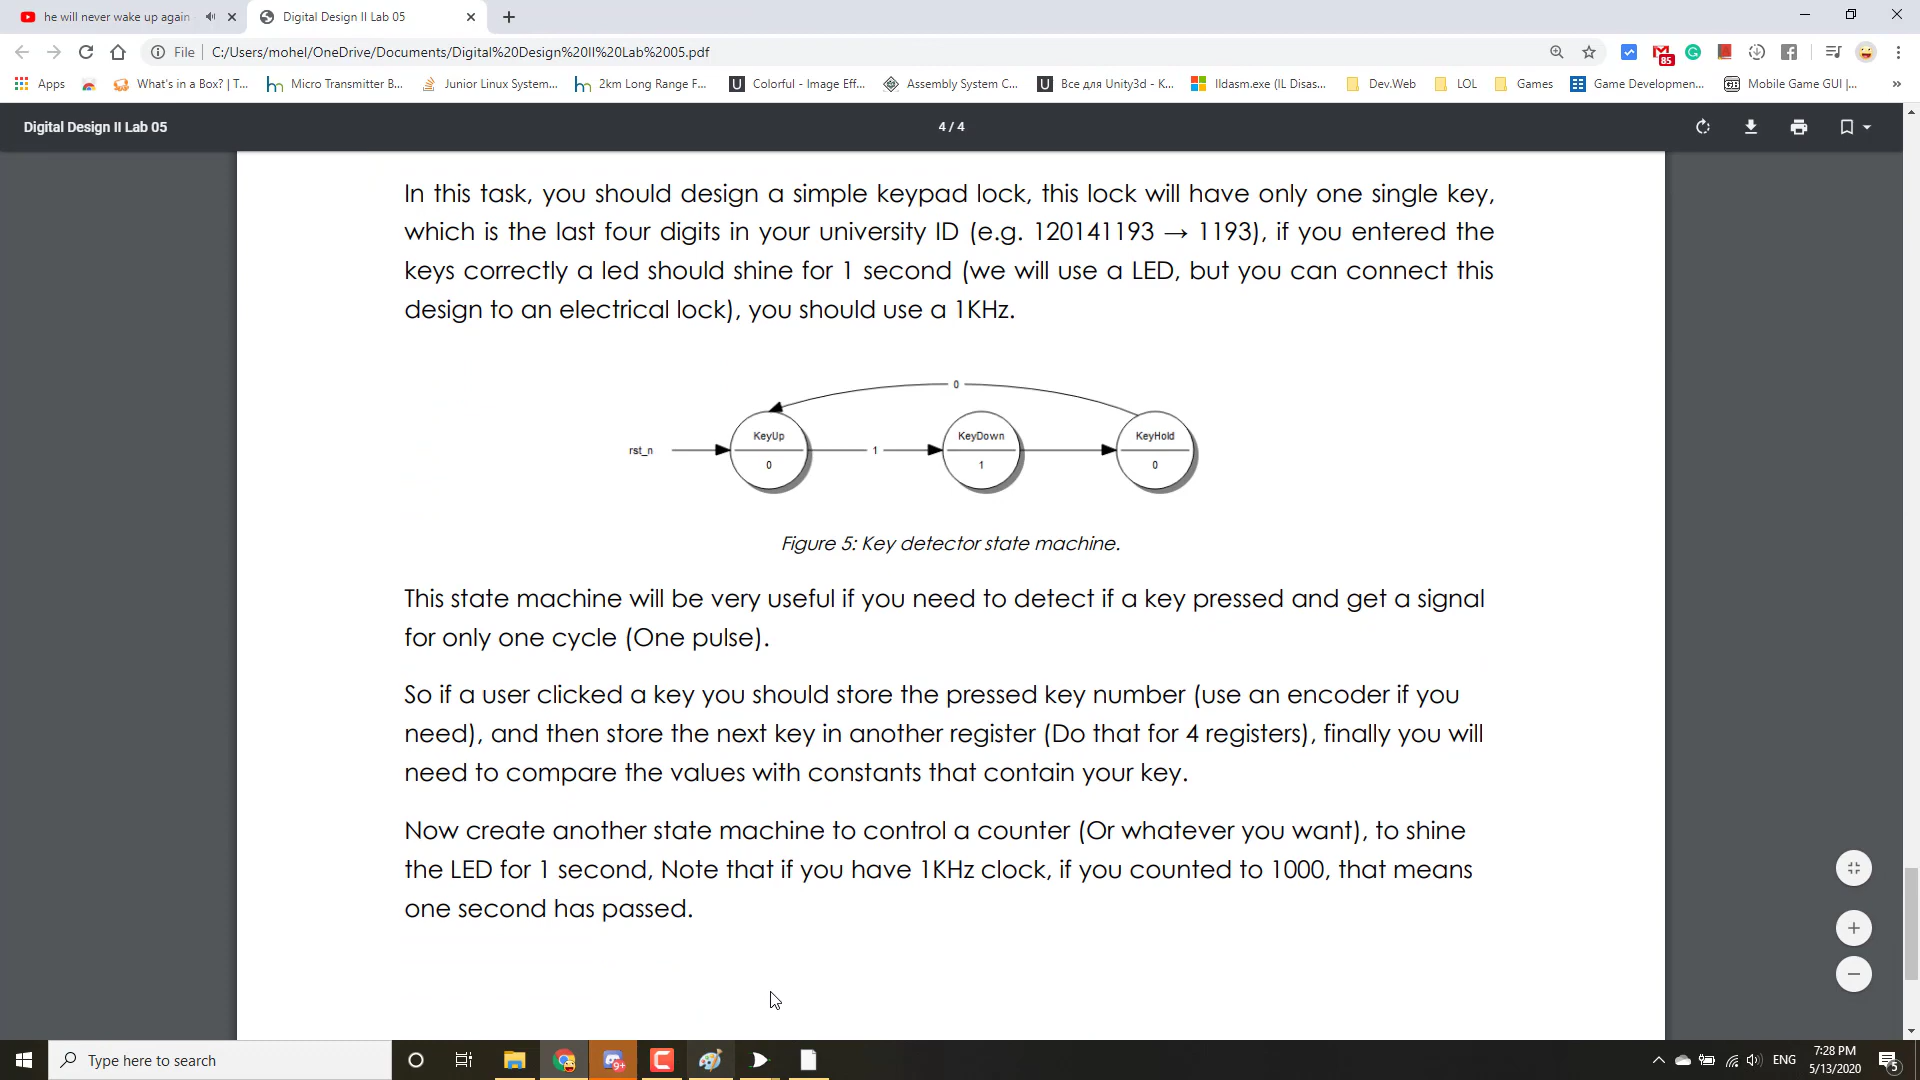 he will never wake up again
Digital Design II Lab 05
File
C:/Users/mohel/OneDrive/Documents/Digital%20Design%20II%20Lab%2005.pdf
85
Apps
What's in a Box? | T...
Micro Transmitter B...
Junior Linux System...
2km Long Range F...
Colorful - Image Eff...
Assembly System C...
Все для Unity3d - K...
Ildasm.exe (IL Disas...
Dev.Web
LOL
Games
Game Developmen...
Mobile Game GUI |...
Digital Design II Lab 05
4 / 4
In this task, you should design a simple keypad lock, this lock will have only one single key,
which is the last four digits in your university ID (e.g. 120141193 → 1193), if you entered the
keys correctly a led should shine for 1 second (we will use a LED, but you can connect this
design to an electrical lock), you should use a 1KHz.
0
KeyUp
KeyDown
KeyHold
rst_n
1
0
1
0
Figure 5: Key detector state machine.
This state machine will be very useful if you need to detect if a key pressed and get a signal
for only one cycle (One pulse).
So if a user clicked a key you should store the pressed key number (use an encoder if you
need), and then store the next key in another register (Do that for 4 registers), finally you will
need to compare the values with constants that contain your key.
Now create another state machine to control a counter (Or whatever you want), to shine
the LED for 1 second, Note that if you have 1KHz clock, if you counted to 1000, that means
one second has passed.
Type here to search
9+
ENG
7:28 PM
5/13/2020
5